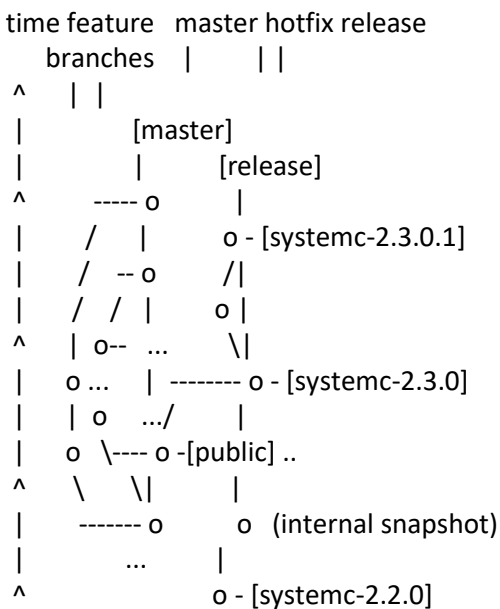 time feature   master hotfix release
      branches    |        | |
 ^      | |
 |            [master]
 |             |       [release]
 ^       ----- o         |
 |      /    |         o - [systemc-2.3.0.1]
 |     /   -- o       /|
 |    /   /   |       o |
 ^     | o--   ...       \|
 |     o ...    | -------- o - [systemc-2.3.0]
 |     | o    .../       |
 |     o  \---- o -[public] ..
 ^      \      \|         |
 |       ------- o         o   (internal snapshot)
 |            ...         |
 ^                     o - [systemc-2.2.0]